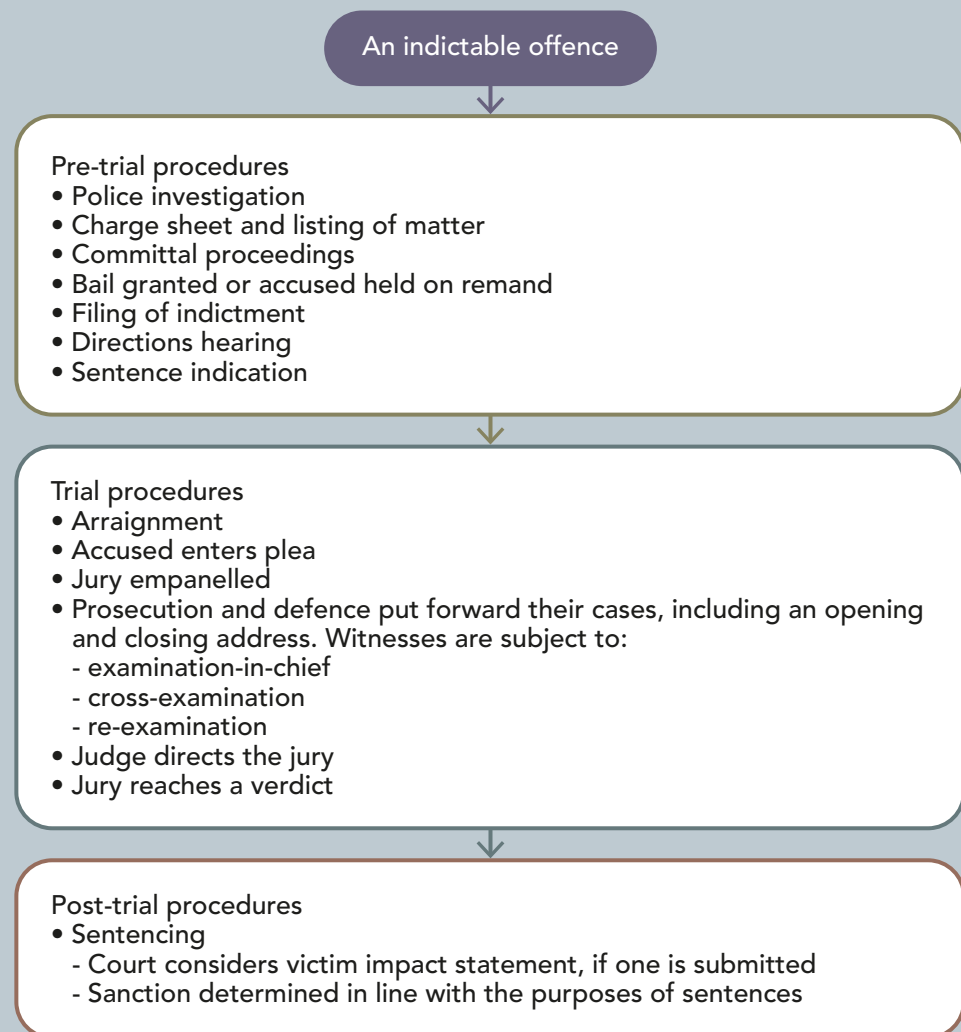 An indictable offence
Pre-trial procedures
• Police investigation
• Charge sheet and listing of matter
• Committal proceedings
• Bail granted or accused held on remand
• Filing of indictment
• Directions hearing
• Sentence indication
Trial procedures
• Arraignment
• Accused enters plea
• Jury empanelled
• Prosecution and defence put forward their cases, including an opening
and closing address. Witnesses are subject to:
- examination-in-chief
- cross-examination
- re-examination
• Judge directs the jury
• Jury reaches a verdict
Post-trial procedures
• Sentencing
- Court considers victim impact statement, if one is submitted
- Sanction determined in line with the purposes of sentences